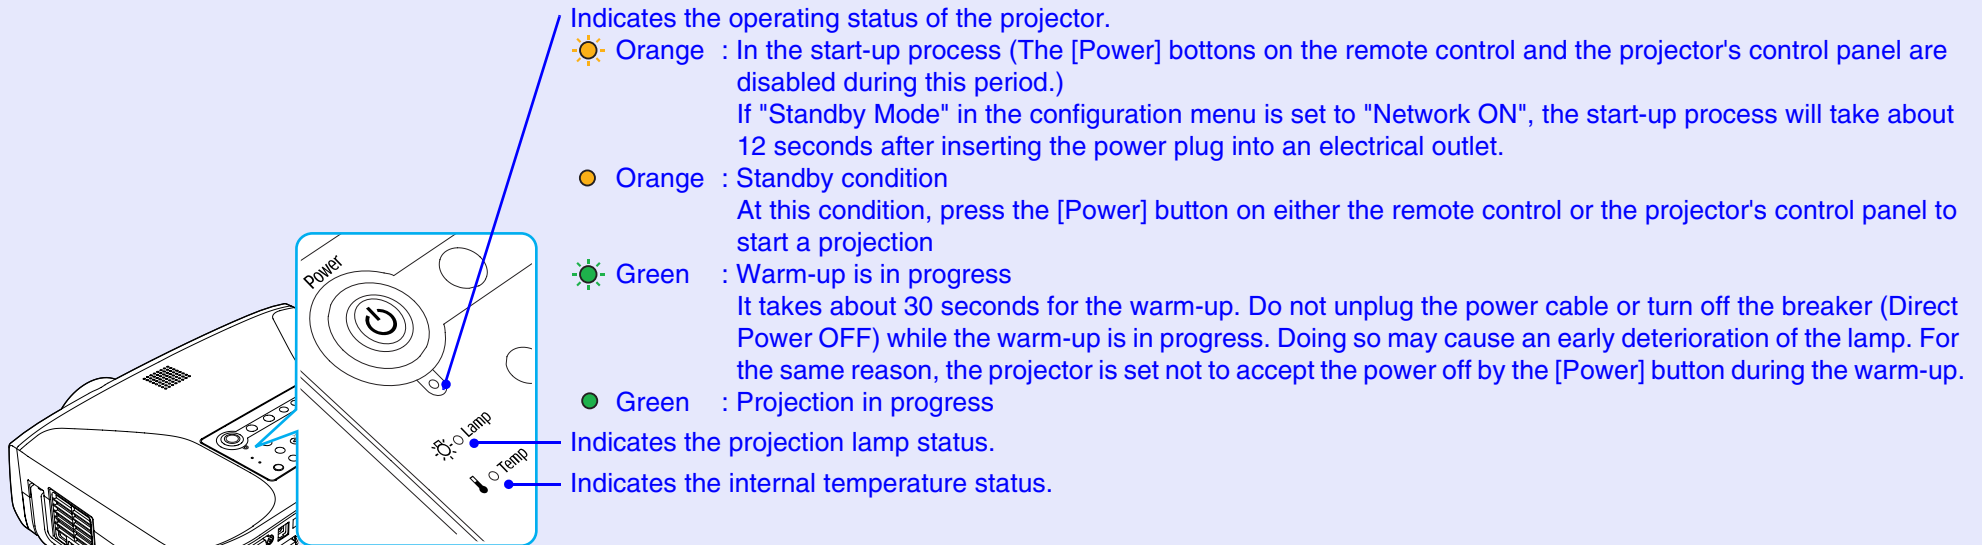 Indicates the operating status of the projector.
Orange : In the start-up process (The [Power] bottons on the remote control and the projector's control panel are
disabled during this period.)
If "Standby Mode" in the configuration menu is set to "Network ON", the start-up process will take about
12 seconds after inserting the power plug into an electrical outlet.
Orange : Standby condition
At this condition, press the [Power] button on either the remote control or the projector's control panel to
start a projection
Green : Warm-up is in progress
It takes about 30 seconds for the warm-up. Do not unplug the power cable or turn off the breaker (Direct
Power OFF) while the warm-up is in progress. Doing so may cause an early deterioration of the lamp. For
the same reason, the projector is set not to accept the power off by the [Power] button during the warm-up.
Green : Projection in progress
Indicates the projection lamp status.
Indicates the internal temperature status.
Power
Lamp
Temp